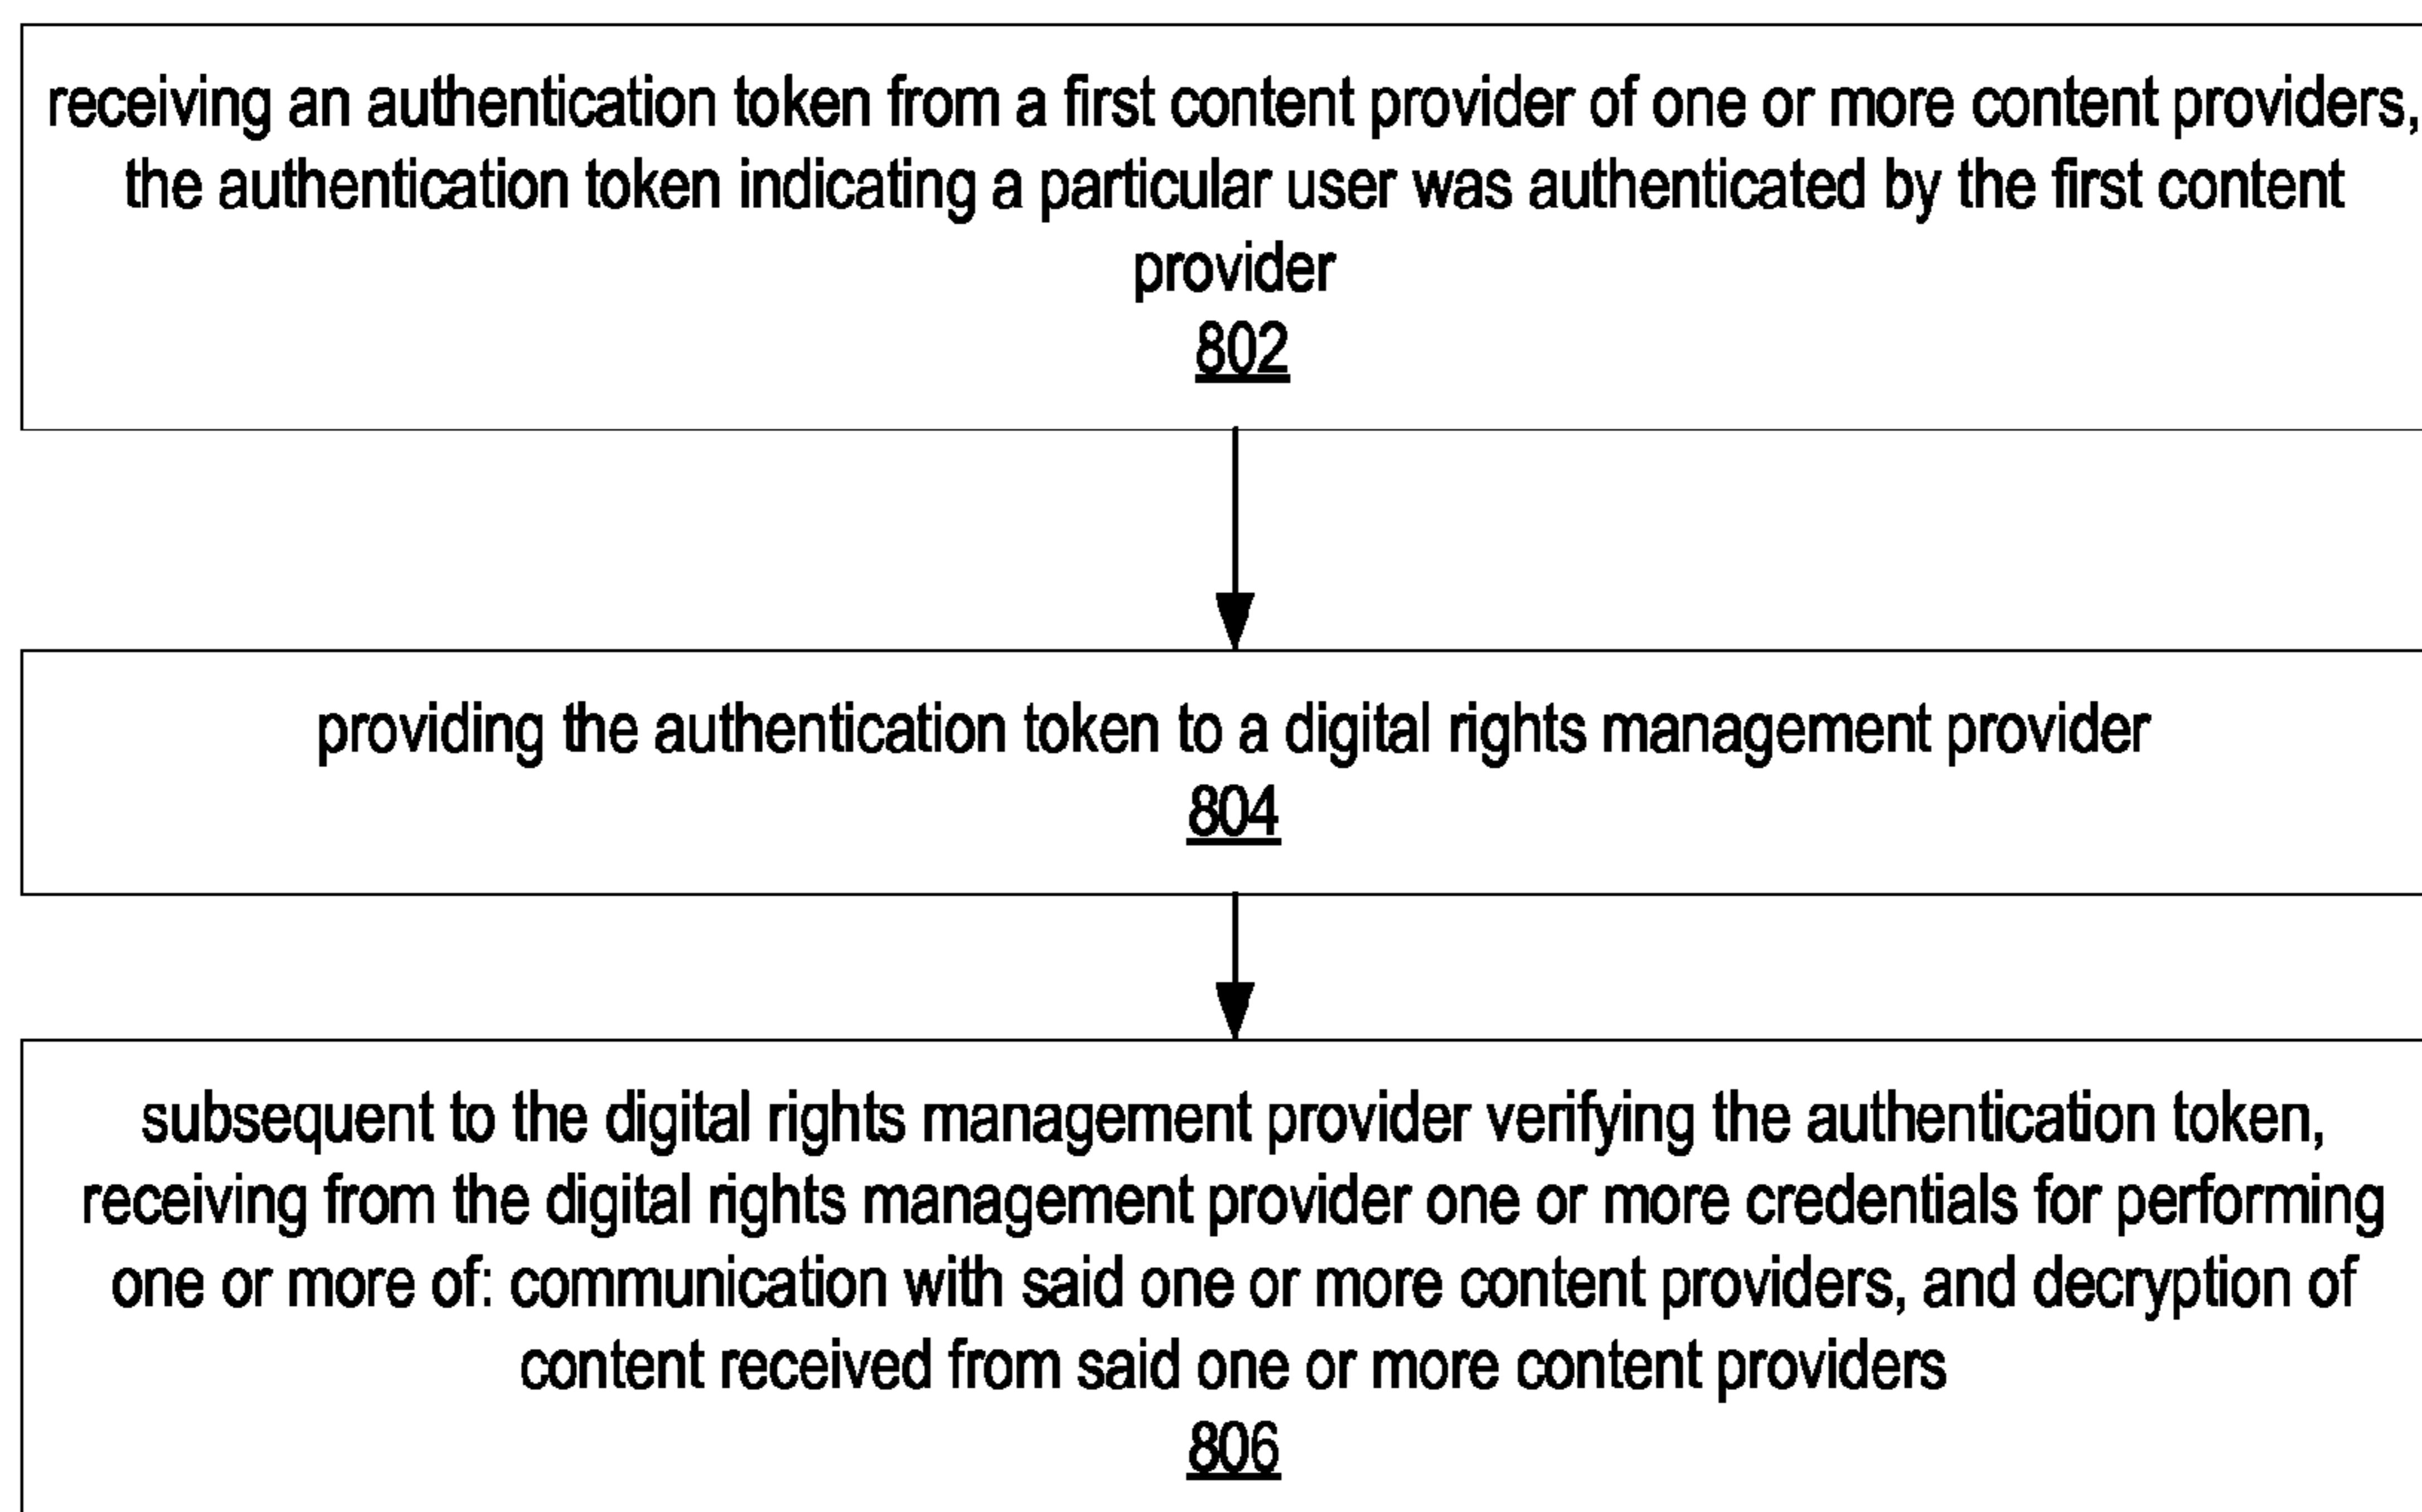 receiving an authentication token from a first content provider of one or more content providers,
the authentication token indicating a particular user was authenticated by the first content
provider
802
providing the authentication token to a digital rights management provider
804
subsequent to the digital rights management provider verifying the authentication token,
receiving from the digital rights management provider one or more credentials for performing
one or more of: communication with said one or more content providers, and decryption of
content received from said one or more content providers
806